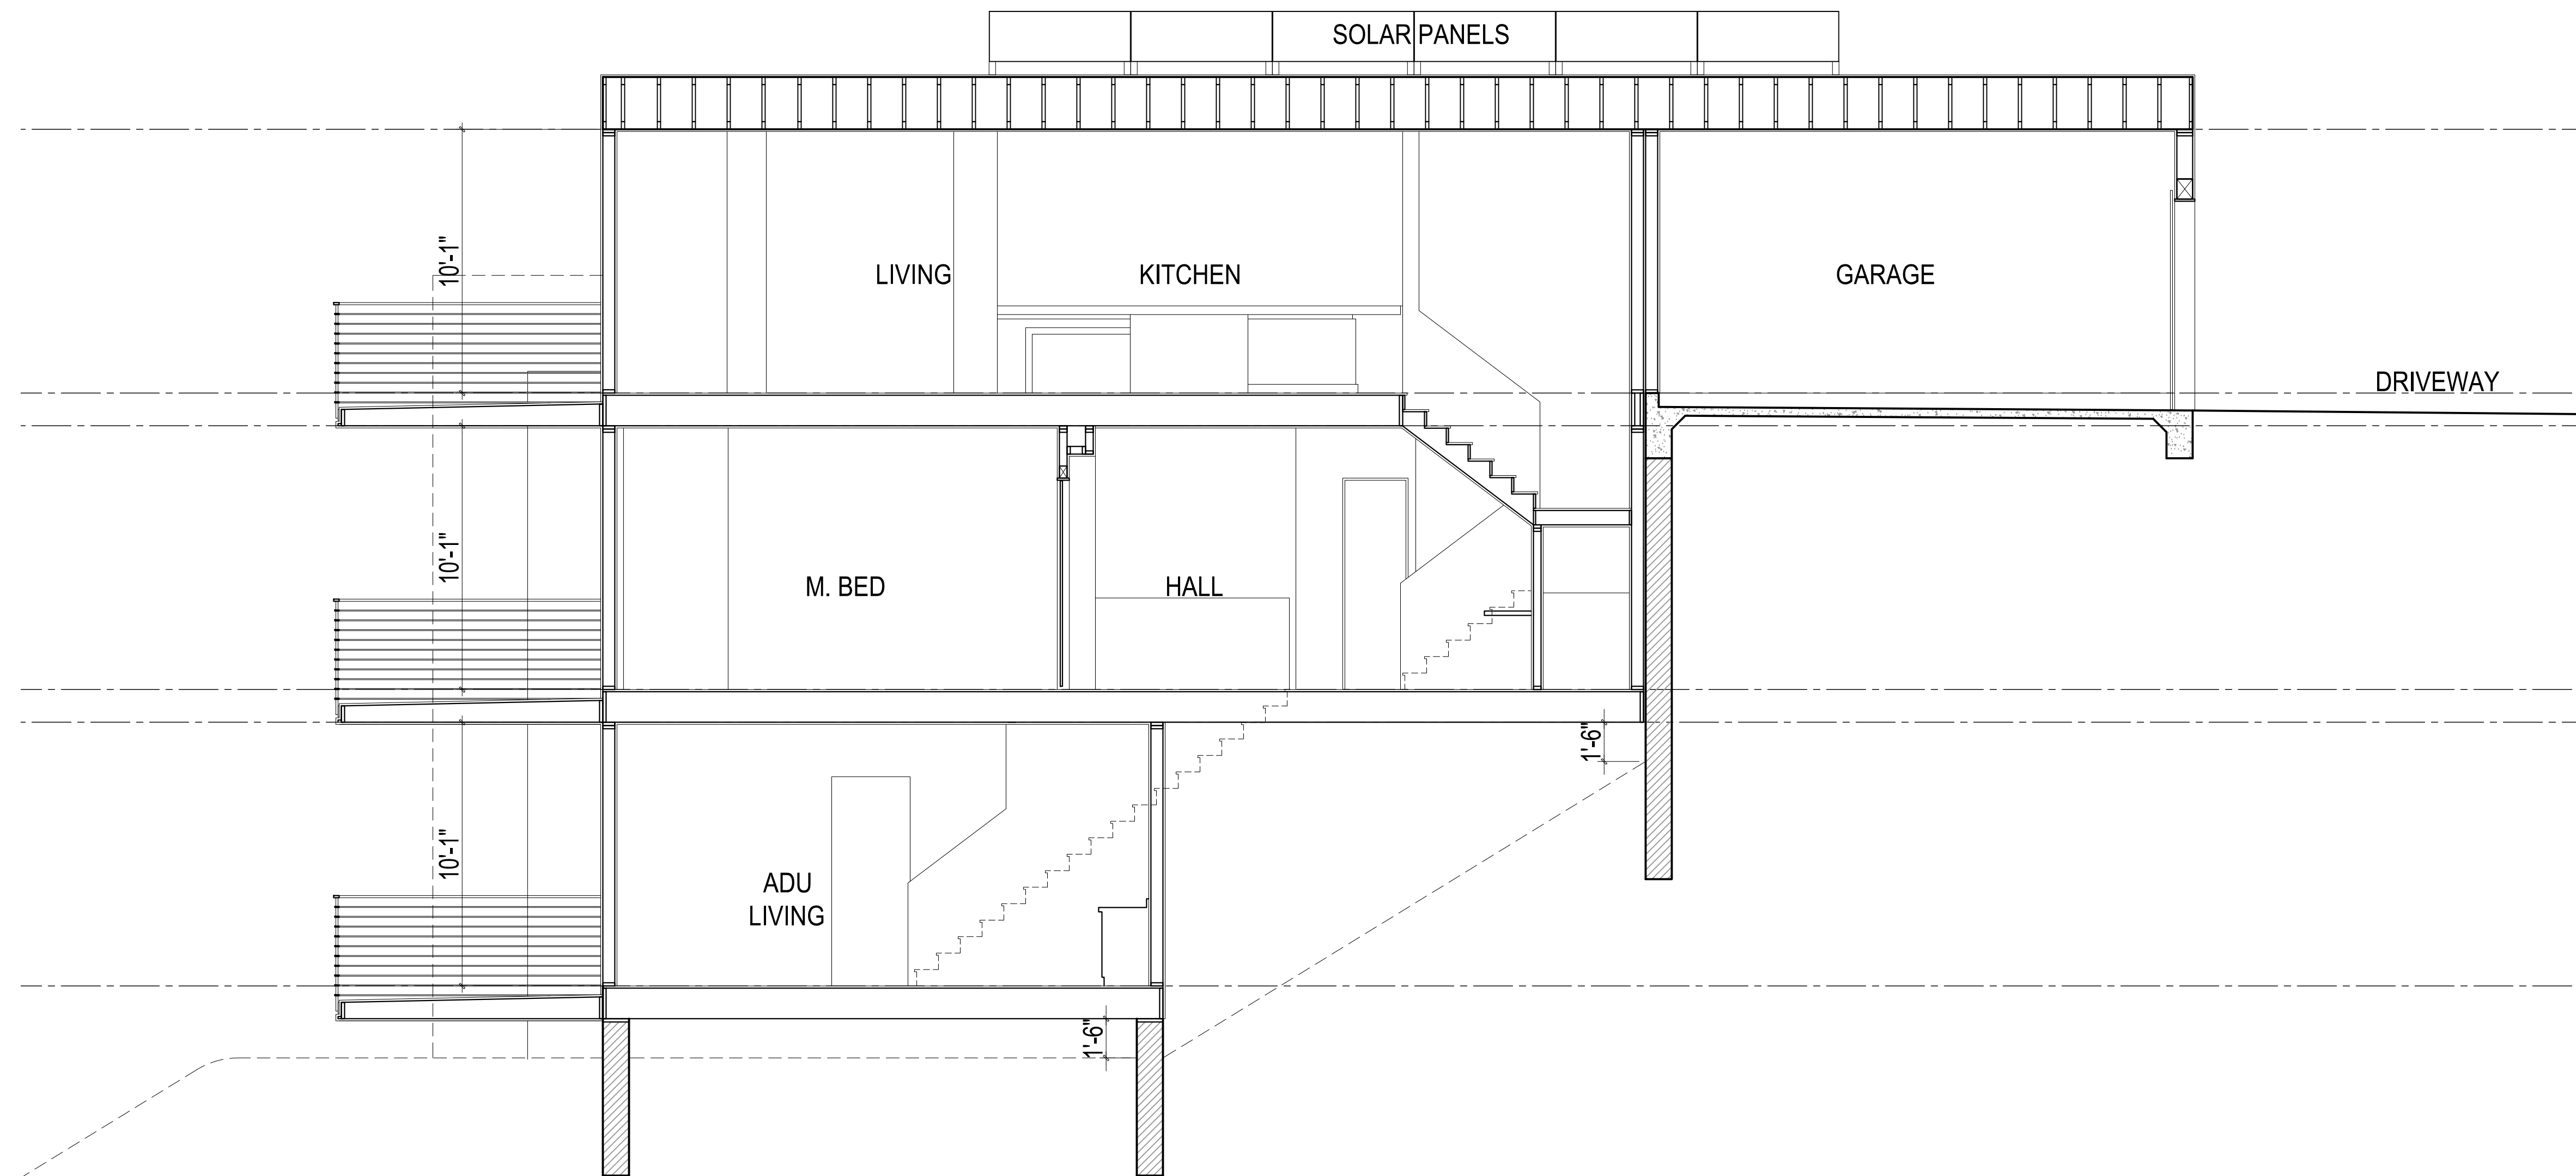 SOLAR PANELS
10'-1"
LIVING
KITCHEN
GARAGE
DRIVEWAY
10'-1"
M. BED
HALL
1'-6"
10'-1"
ADU
LIVING
1'-6"